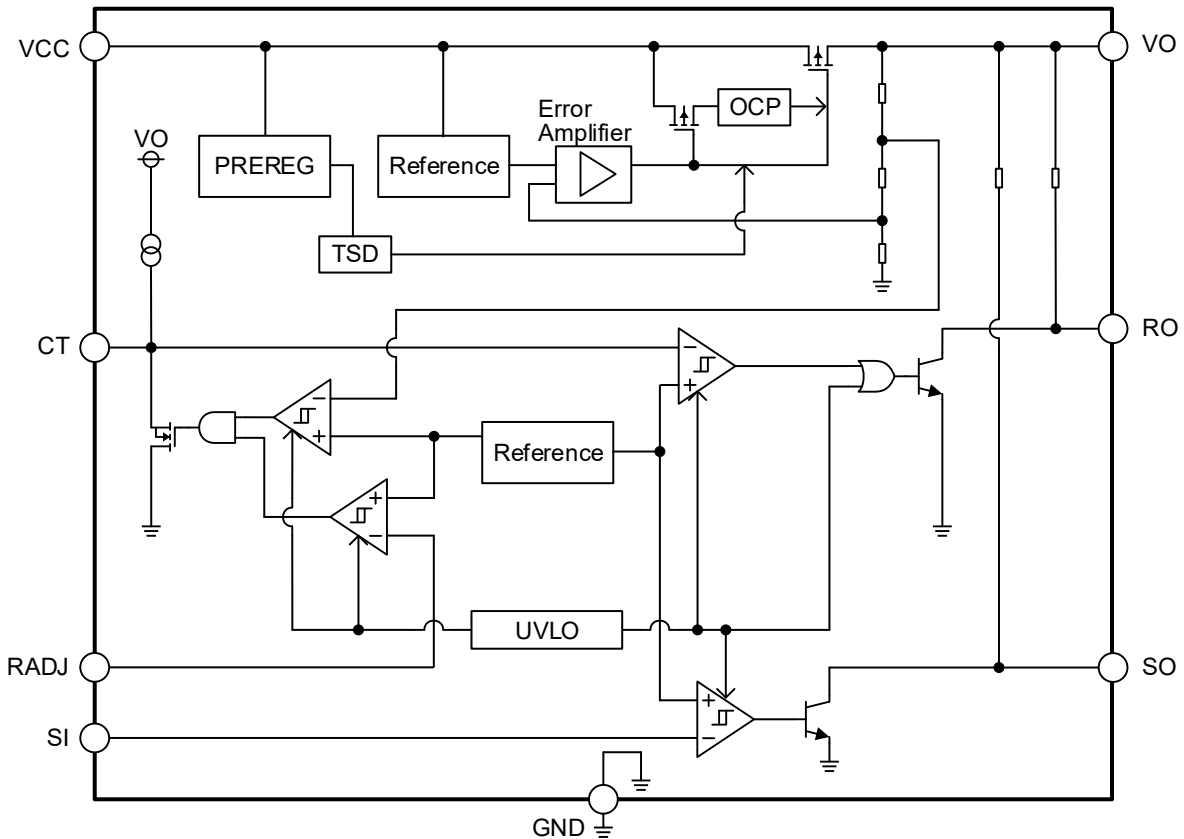 VCC
VO
OCP
Error
Amplifier
VO
PREREG
Reference
TSD
CT
RO
−
+
−
+
Reference
+
−
UVLO
RADJ
SO
+
−
SI
GND